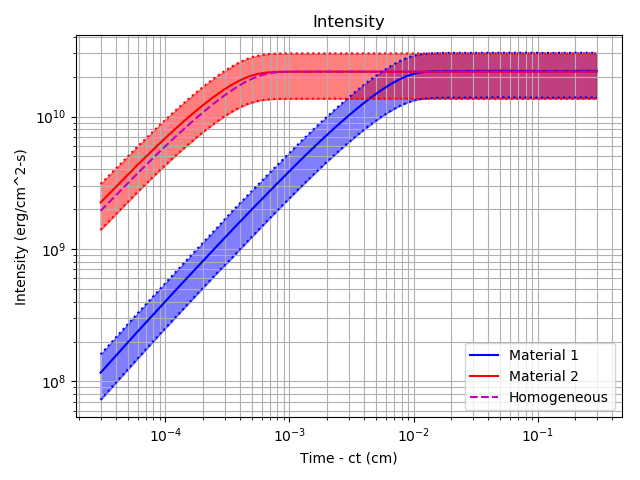 Intensity
Intensity (erg/cm^2-s)
10^10
10^9
10^8
Material 1
Material 2
Homogeneous
10^−4
10^−3
10^−2
10^−1
Time - ct (cm)